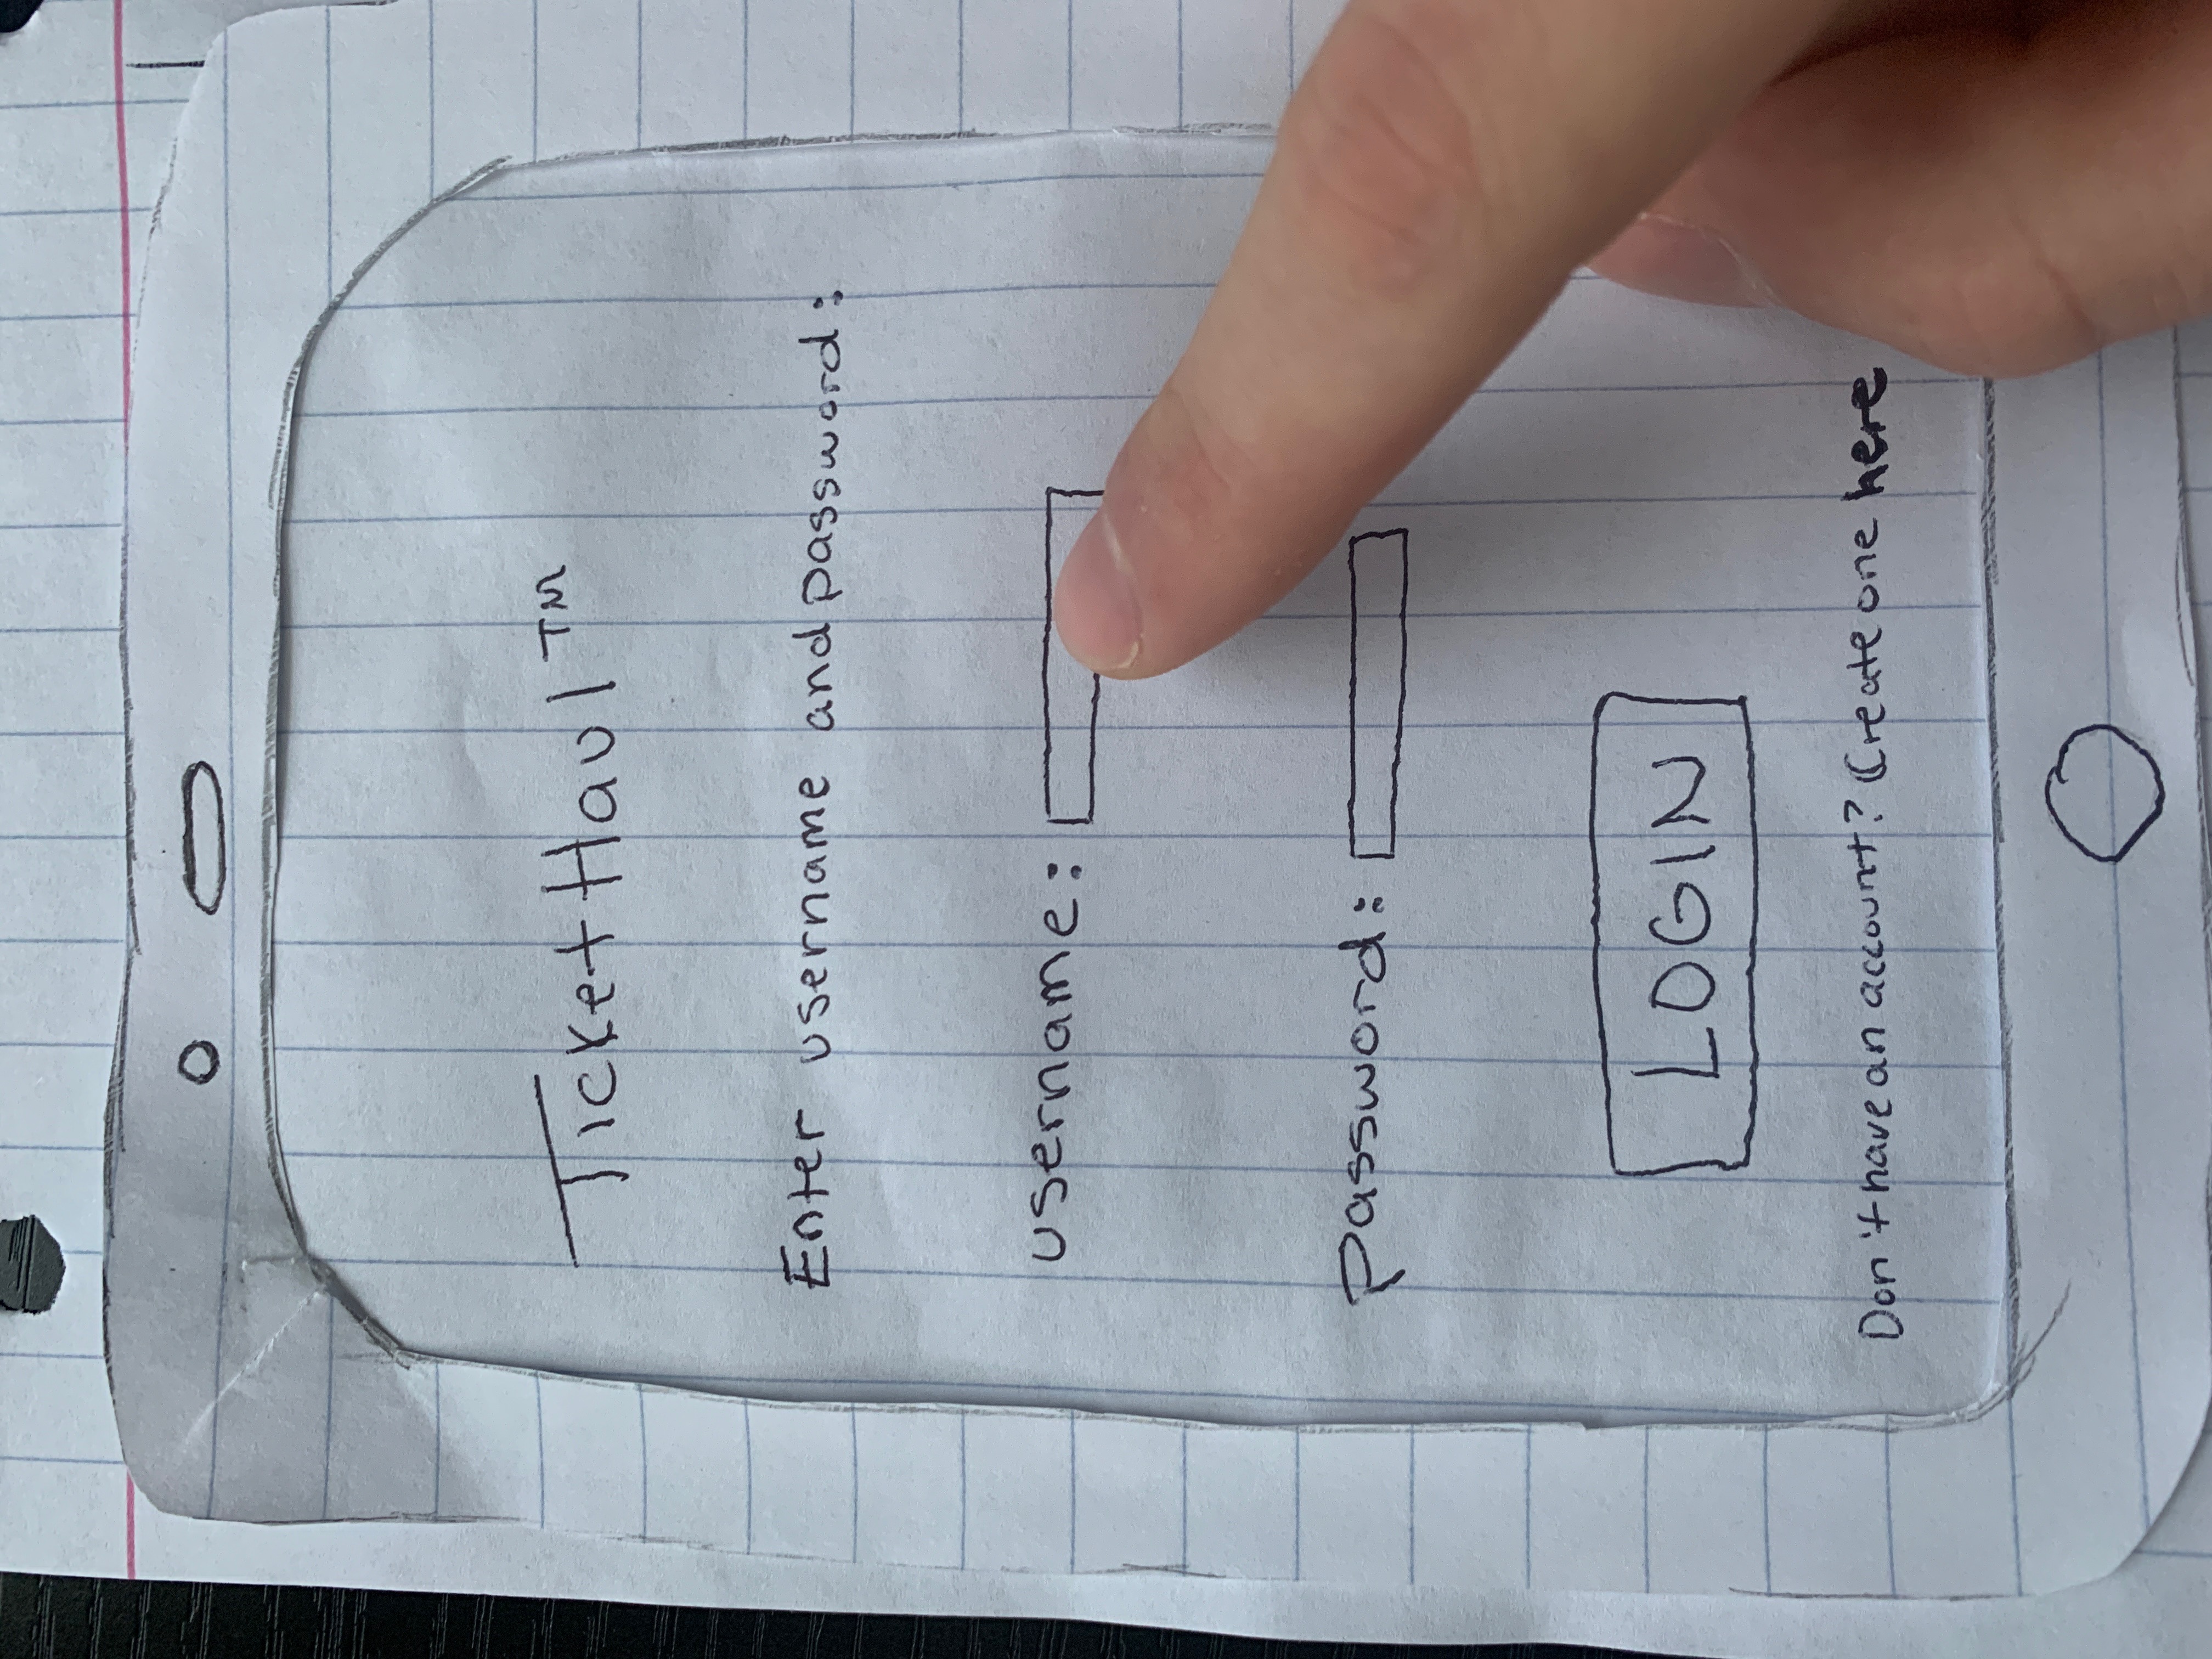 TicketHaul™
Enter username and password:
username:
password:
LOGIN
Don't have an account? Create one here